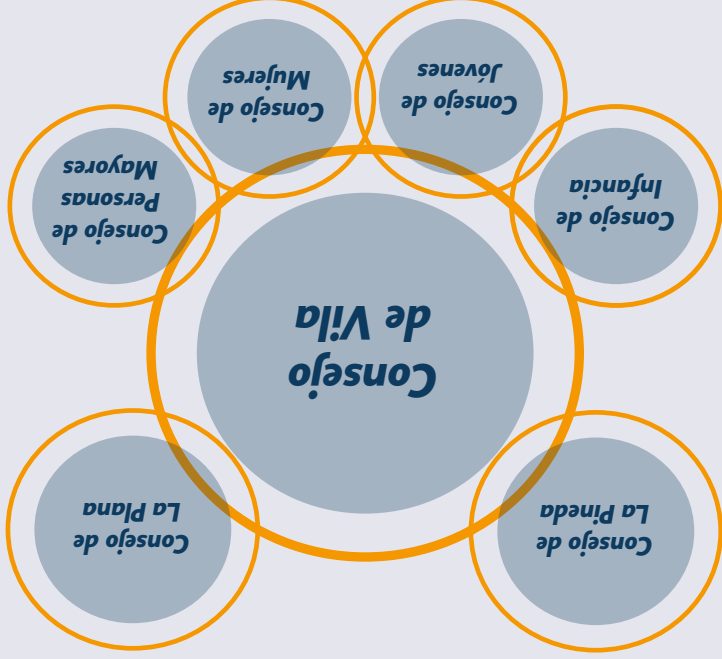 Consejo de
La Pineda
Consejo de
La Plana
Consejo
de Vila
Consejo de
Infancia
Consejo de
Personas
Mayores
Consejo de
Jóvenes
Consejo de
Mujeres